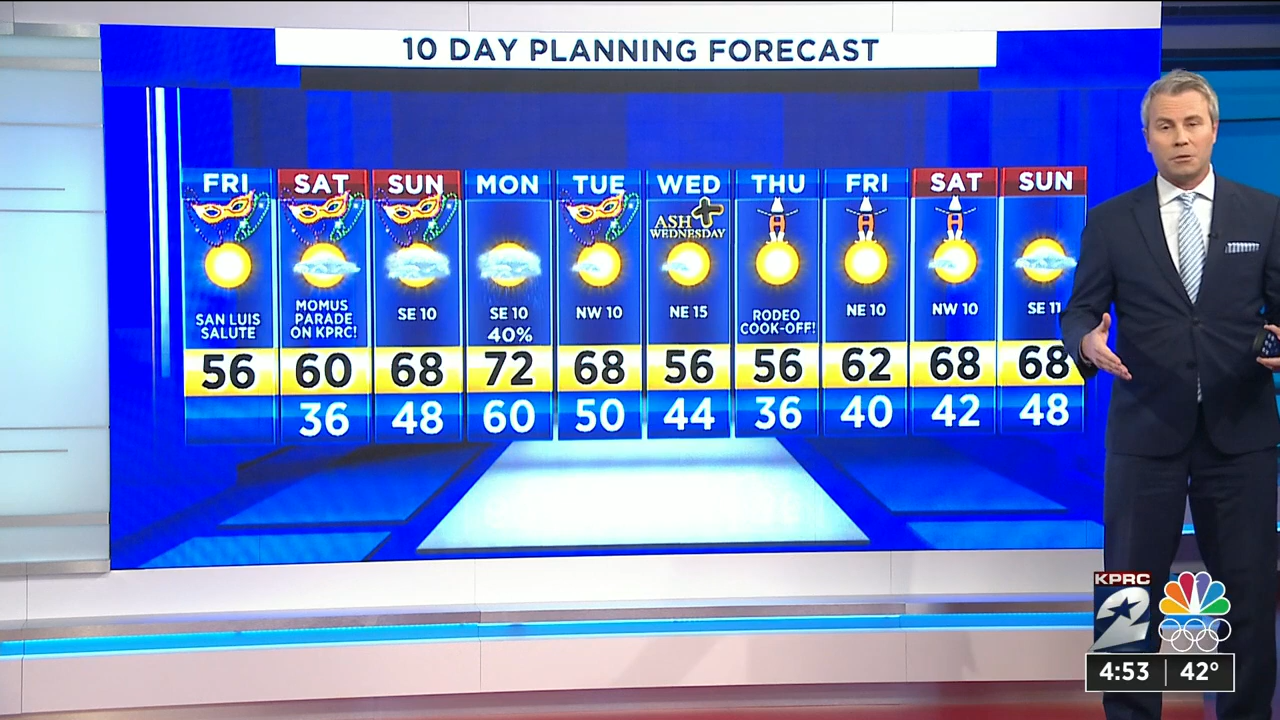 10 DAY PLANNING FORECAST
FRI SAT SUN MON TUE WED THU FRI SAT SUN
ASH
WEDNESDAY
SAN LUIS
SALUTE
MOMUS
PARADE
ON KPRC!
SE 10
SE 10
40%
NW 10
NE 15
RODEO
COOK-OFF!
NE 10
NW 10
SE 11
56 60 68 72 68 56 56 62 68 68
36 48 60 50 44 36 40 42 48
KPRC
2
4:53 42°